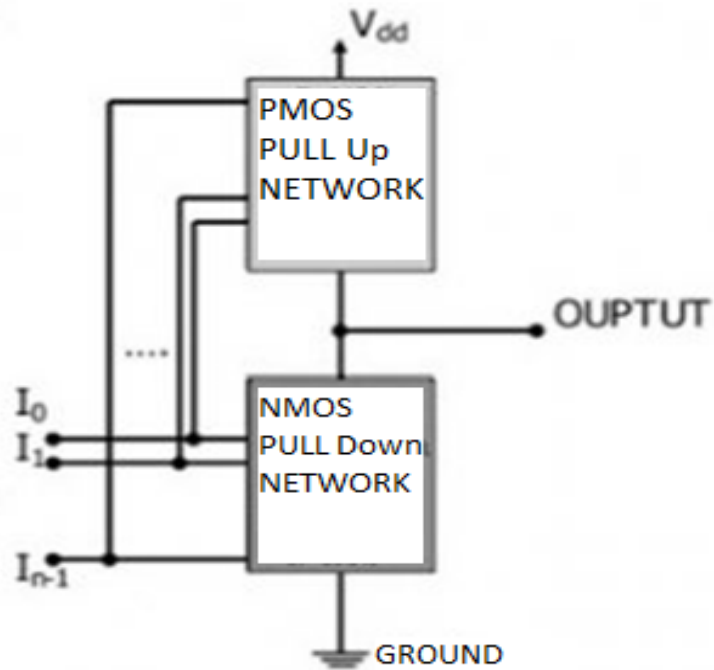 Vdd
PMOS
PULL Up
NETWORK
OUPTUT
....
I0
I1
In-1
NMOS
PULL Down
NETWORK
GROUND